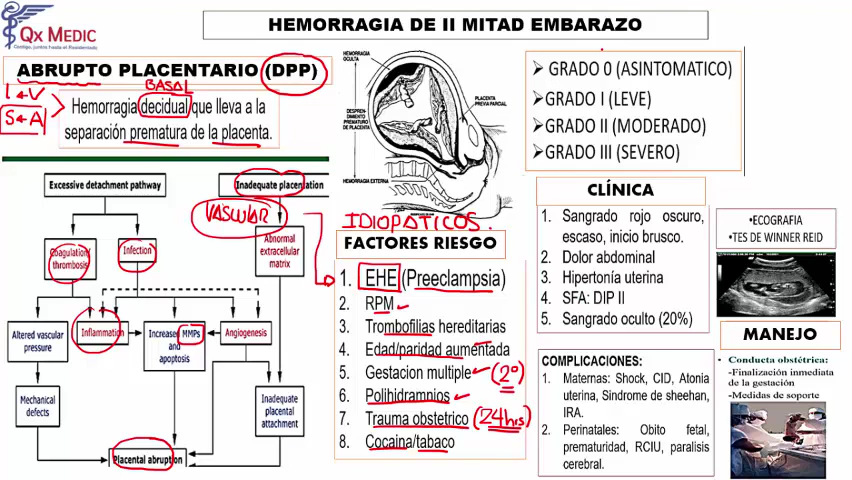 Qx MEDIC
Contigo, juntos hasta el Residentado
HEMORRAGIA DE II MITAD EMBARAZO
ABRUPTO PLACENTARIO (DPP)
BASAL
I ← V
S ← A
Hemorragia decidual que lleva a la
separación prematura de la placenta.
Excessive detachment pathway
Inadequate placentation
VASCULAR
Coagulation/
thrombosis
Infection
Abnormal
extracellular
matrix
Altered vascular
pressure
Inflammation
Increased MMPs
and
apoptosis
Angiogenesis
Mechanical
defects
Inadequate
placental
attachment
Placental abruption
HEMORRAGIA
OCULTA
DESPREN-
DIMIENTO
PREMATURO
DE PLACENTA
PLACENTA
PREVIA PARCIAL
HEMORRAGIA EXTERNA
IDIOPATICOS.
FACTORES RIESGO
1. EHE (Preeclampsia)
2. RPM
3. Trombofilias hereditarias
4. Edad/paridad aumentada
5. Gestacion multiple (2º)
6. Polihidramnios
7. Trauma obstetrico (24hrs)
8. Cocaina/tabaco
➢ GRADO 0 (ASINTOMATICO)
➢ GRADO I (LEVE)
➢ GRADO II (MODERADO)
➢ GRADO III (SEVERO)
CLÍNICA
1. Sangrado rojo oscuro,
escaso, inicio brusco.
2. Dolor abdominal
3. Hipertonía uterina
4. SFA: DIP II
5. Sangrado oculto (20%)
COMPLICACIONES:
1. Maternas: Shock, CID, Atonia
uterina, Sindrome de sheehan,
IRA.
2. Perinatales: Obito fetal,
prematuridad, RCIU, paralisis
cerebral.
•ECOGRAFIA
•TES DE WINNER REID
MANEJO
• Conducta obstétrica:
-Finalización inmediata
de la gestación
-Medidas de soporte